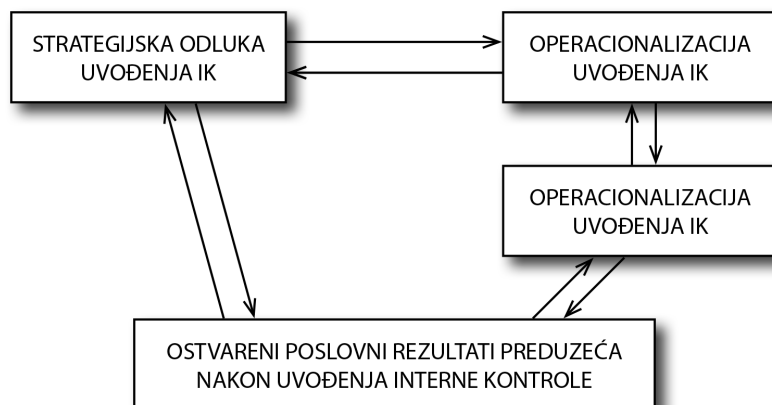 STRATEGIJSKA ODLUKA
UVOĐENJA IK
OPERACIONALIZACIJA
UVOĐENJA IK
OPERACIONALIZACIJA
UVOĐENJA IK
OSTVARENI POSLOVNI REZULTATI PREDUZEĆA
NAKON UVOĐENJA INTERNE KONTROLE